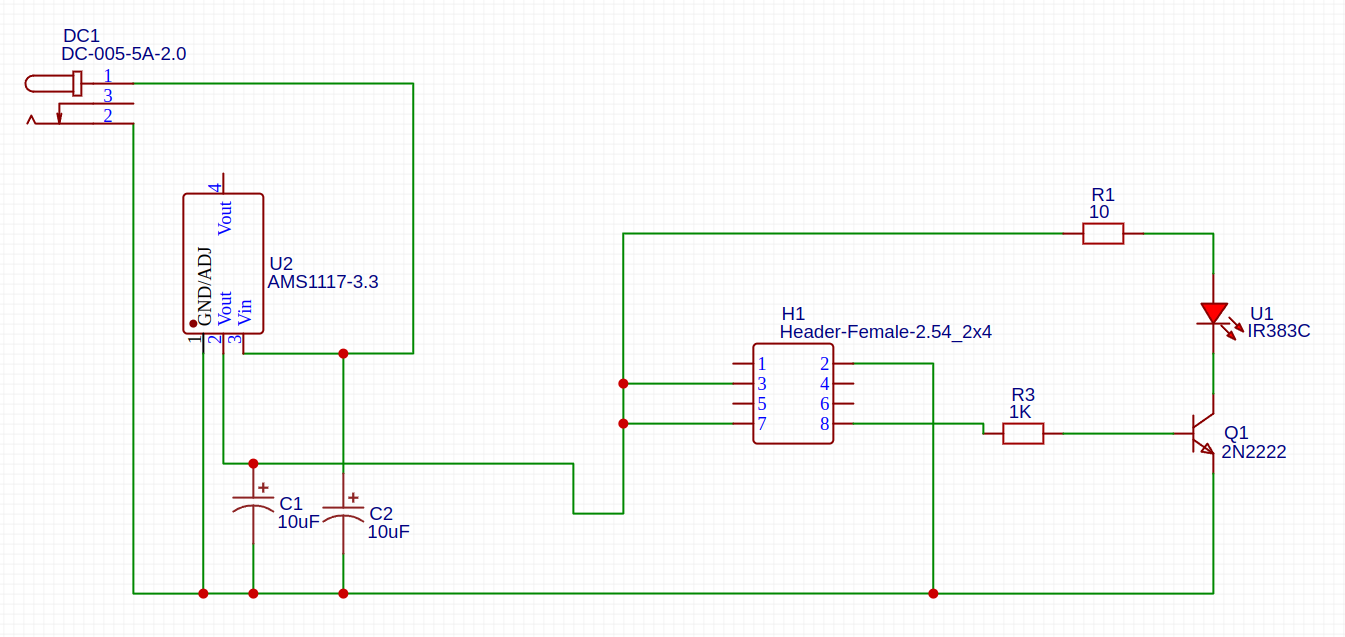 DC1
DC-005-5A-2.0
1
3
2
4
Vout
GND/ADJ
Vout
Vin
1
2
3
U2
AMS1117-3.3
C1
10uF
C2
10uF
H1
Header-Female-2.54_2x4
1 2
3 4
5 6
7 8
R1
10
U1
IR383C
R3
1K
Q1
2N2222